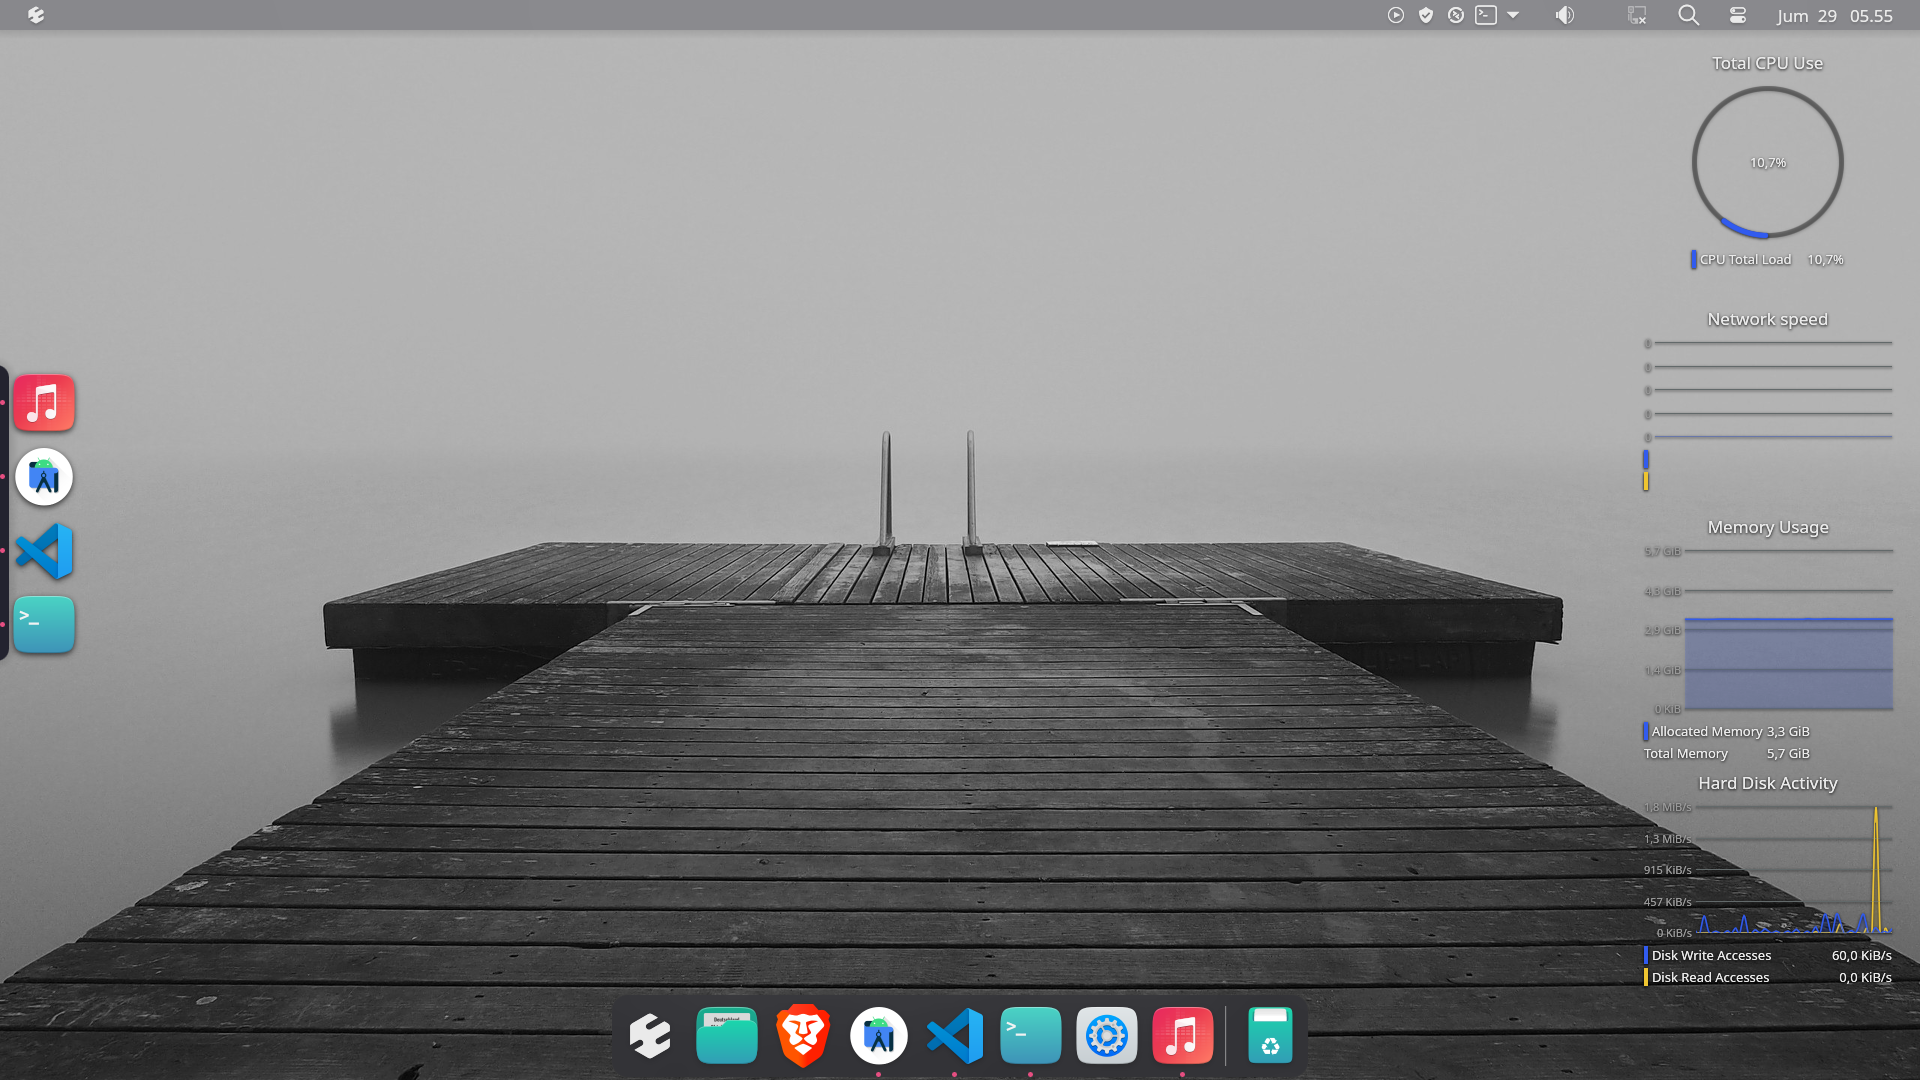 Jum 29 05.55
Total CPU Use
10,7%
CPU Total Load 10,7%
Network speed
0
0
0
0
0
Memory Usage
5,7 GiB
4,3 GiB
2,9 GiB
1,4 GiB
0 KiB
Allocated Memory 3,3 GiB
Total Memory 5,7 GiB
Hard Disk Activity
1,8 MiB/s
1,3 MiB/s
915 KiB/s
457 KiB/s
0 KiB/s
Disk Write Accesses 60,0 KiB/s
Disk Read Accesses 0,0 KiB/s